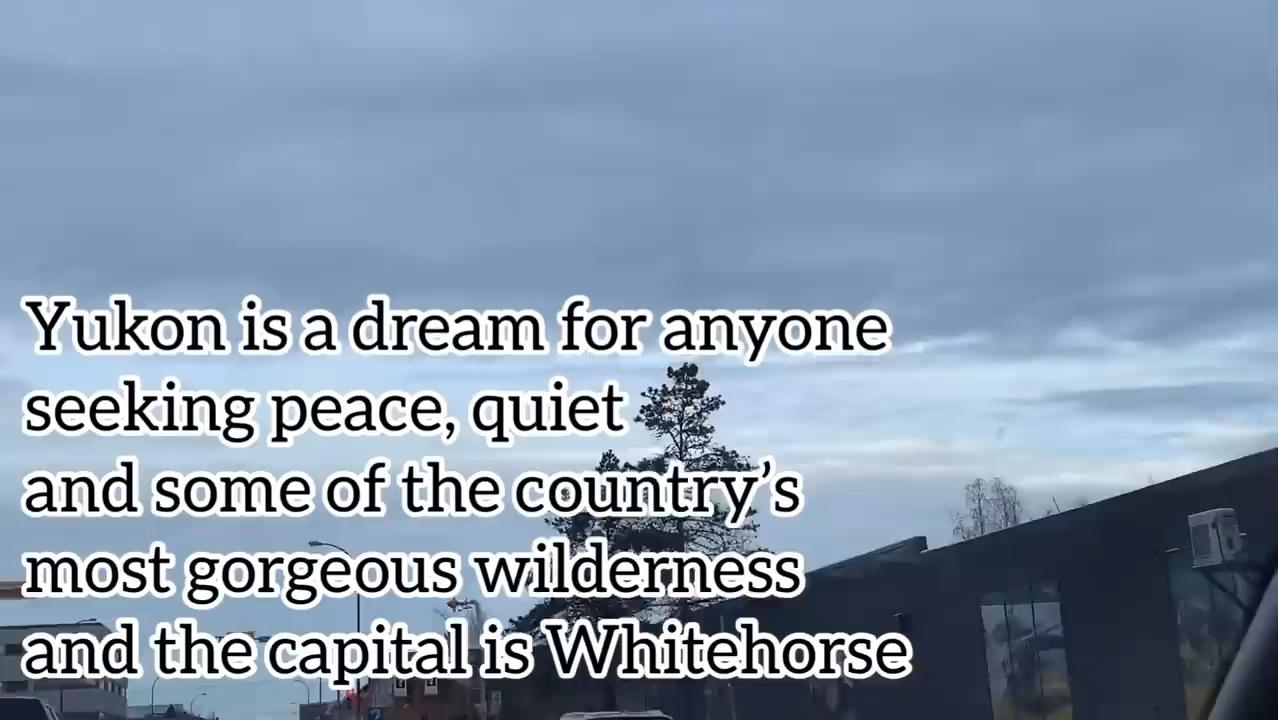 Yukon is a dream for anyone
seeking peace, quiet
and some of the country’s
most gorgeous wilderness
and the capital is Whitehorse